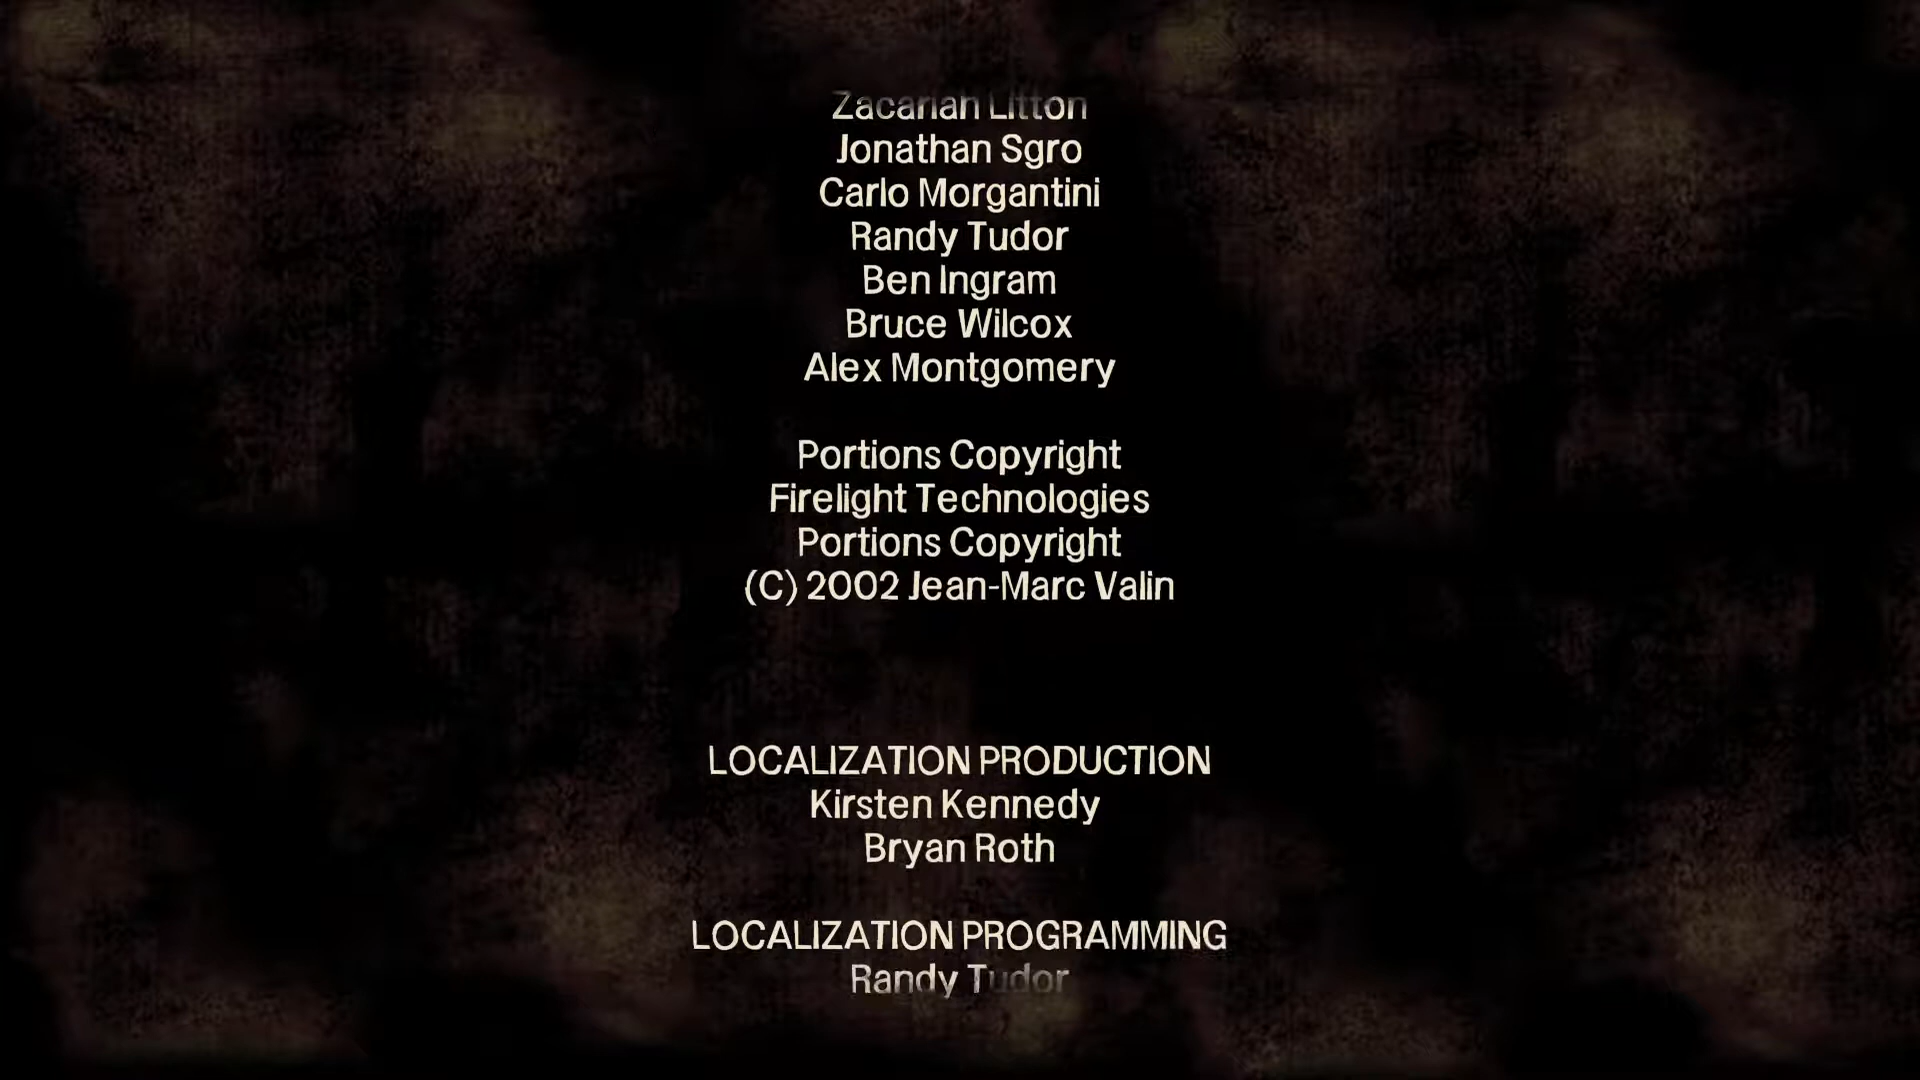 Zacariah Litton
Jonathan Sgro
Carlo Morgantini
Randy Tudor
Ben Ingram
Bruce Wilcox
Alex Montgomery
Portions Copyright
Firelight Technologies
Portions Copyright
(C) 2002 Jean-Marc Valin
LOCALIZATION PRODUCTION
Kirsten Kennedy
Bryan Roth
LOCALIZATION PROGRAMMING
Randy Tudor